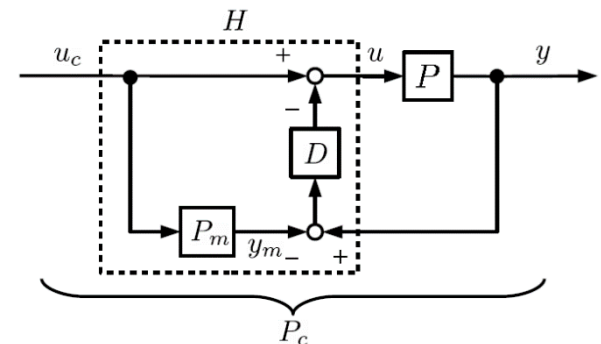 H
u_c + u P y
−
D
P_m y_m − +
P_c